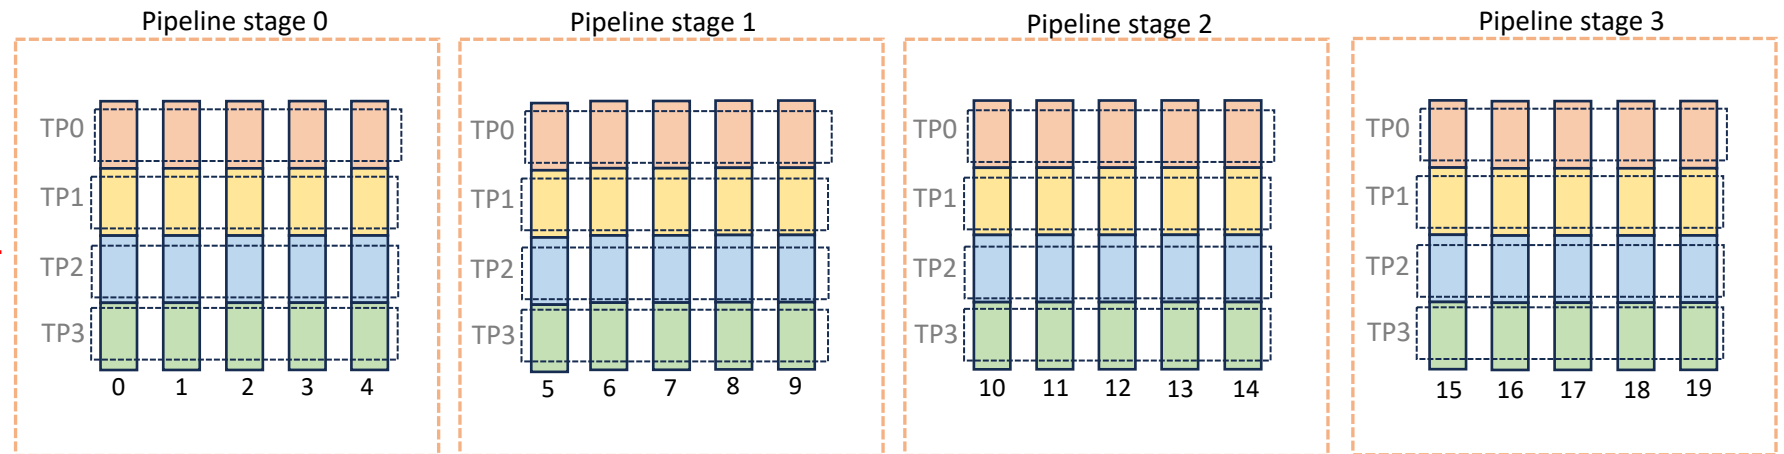 Pipeline stage 0
TP0
TP1
TP2
TP3
0 1 2 3 4
Pipeline stage 1
TP0
TP1
TP2
TP3
5 6 7 8 9
Pipeline stage 2
TP0
TP1
TP2
TP3
10 11 12 13 14
Pipeline stage 3
TP0
TP1
TP2
TP3
15 16 17 18 19